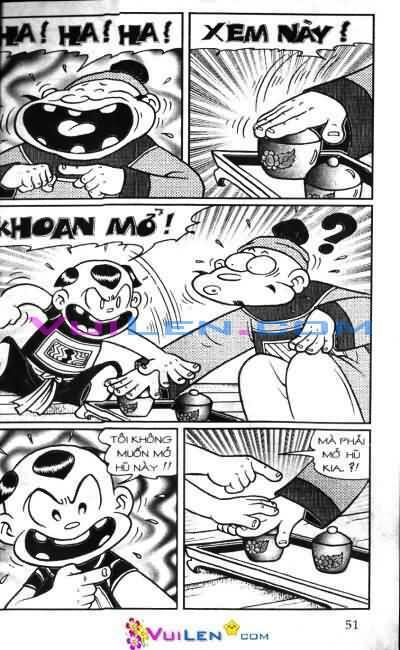 HA! HA! HA!
XEM NÀY!
KHOAN MỞ!
?
VUILEN.COM
TÔI KHÔNG
MUỐN MỞ
HŨ NÀY!!
MÀ PHẢI
MỞ HŨ
KIA.?!
51
VUILEN.COM